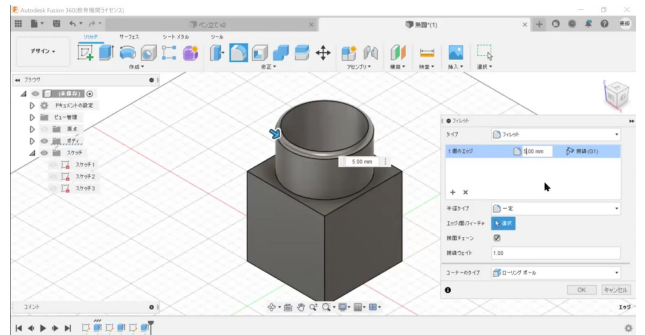 Autodesk Fusion 360(教育機関ライセンス)
ペン立て v2
無題*(1)
ソリッド
サーフェス
シート メタル
ツール
デザイン
作成
修正
アセンブリ
構築
検査
挿入
選択
ブラウザ
(未保存)
ドキュメントの設定
ビュー管理
原点
ボディ
スケッチ
スケッチ1
スケッチ2
スケッチ3
5.00 mm
フィレット
タイプ
フィレット
1 個のエッジ
5.00 mm
接線 (G1)
半径タイプ
一定
エッジ/面/フィーチャ
選択
接面チェーン
接線ウェイト
1.00
コーナーのタイプ
ローリング ボール
OK
キャンセル
コメント